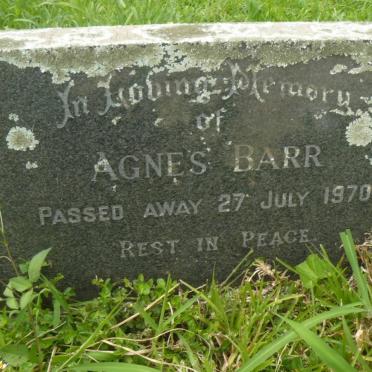 In Loving Memory
of
AGNES BARR
PASSED AWAY 27 JULY 1970
REST IN PEACE